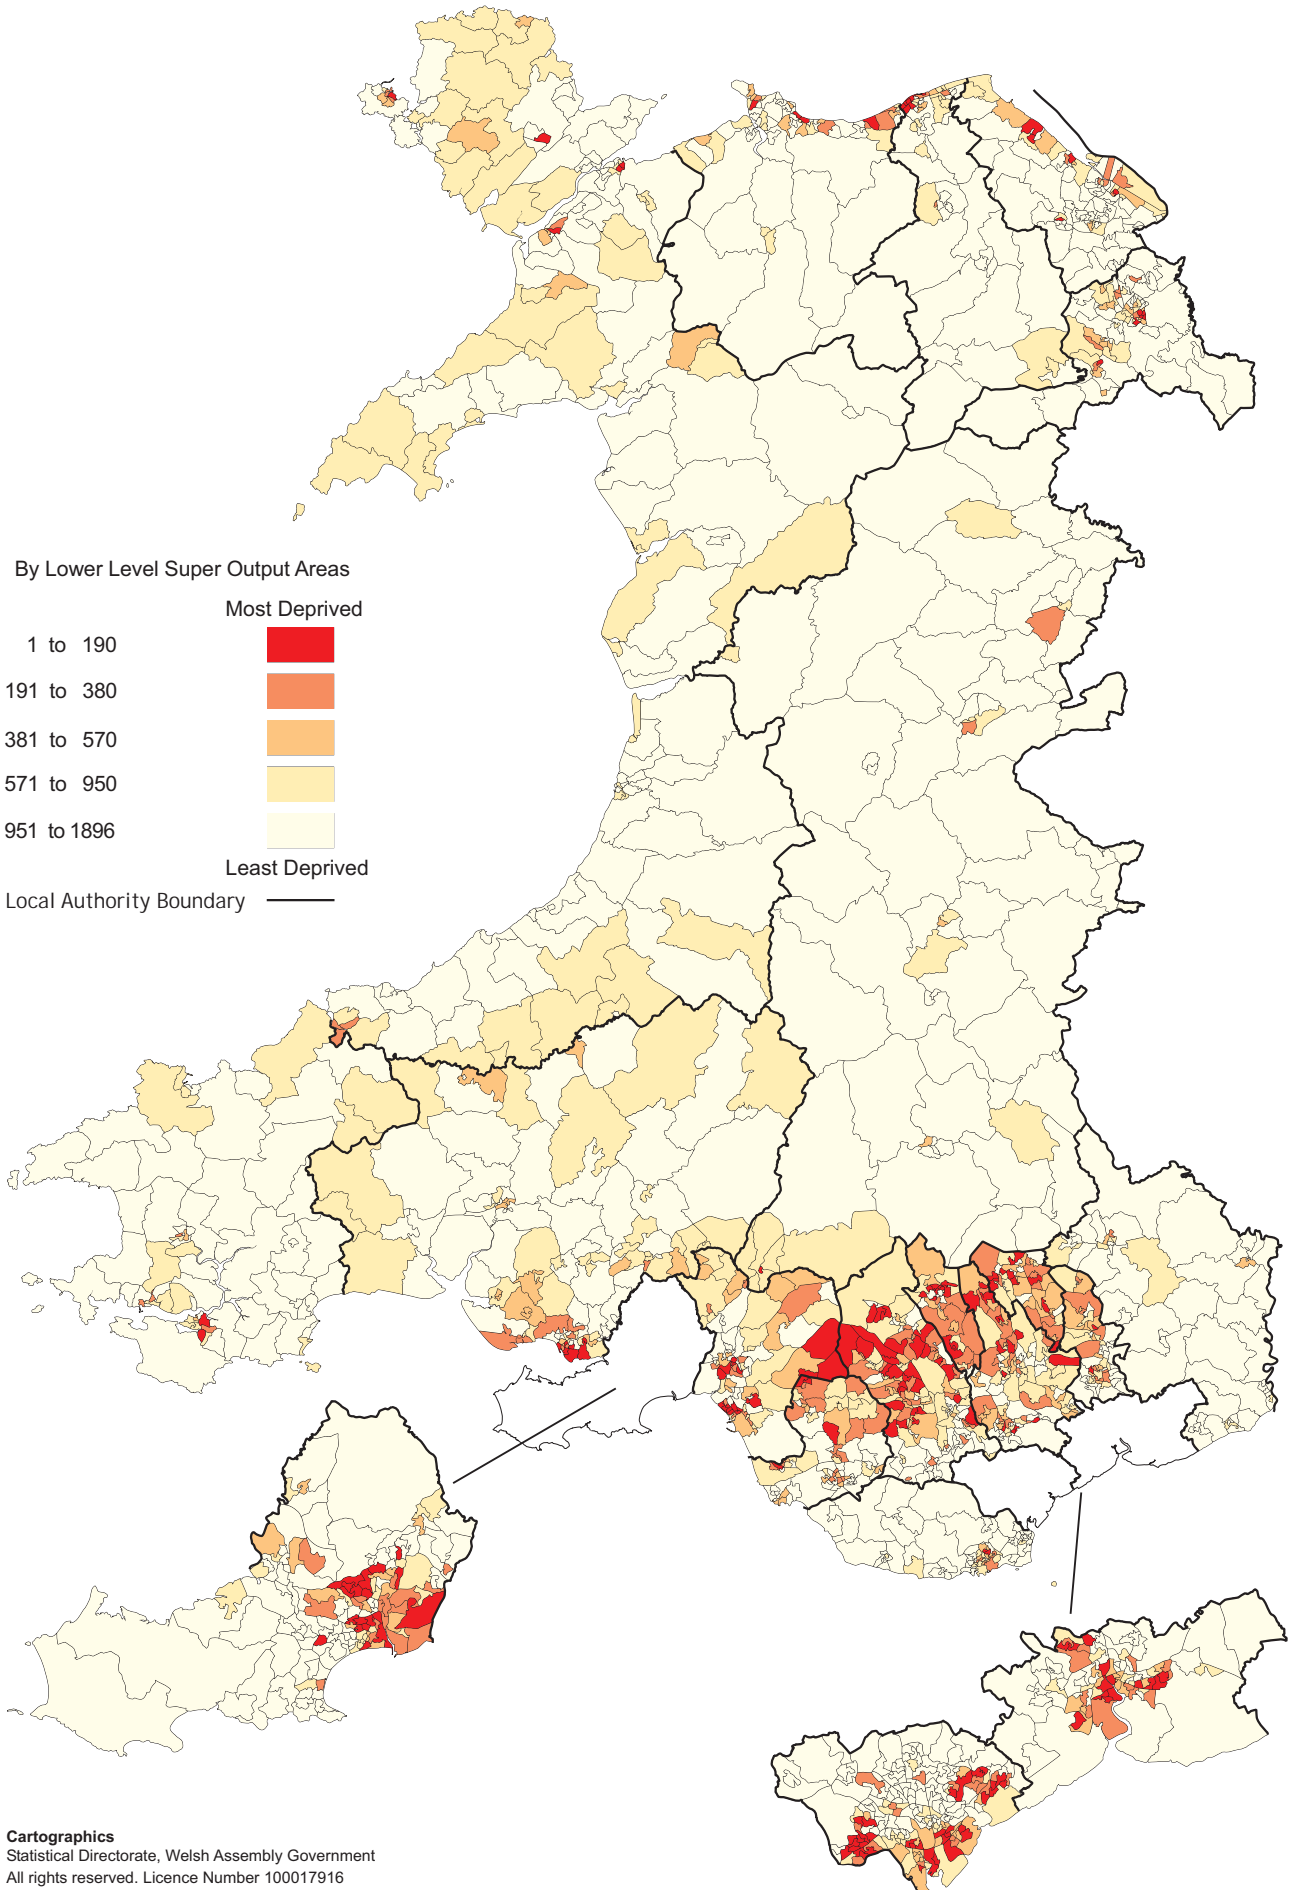 By Lower Level Super Output Areas
Most Deprived
1 to 190
191 to 380
381 to 570
571 to 950
951 to 1896
Least Deprived
Local Authority Boundary
Cartographics
Statistical Directorate, Welsh Assembly Government
All rights reserved. Licence Number 100017916